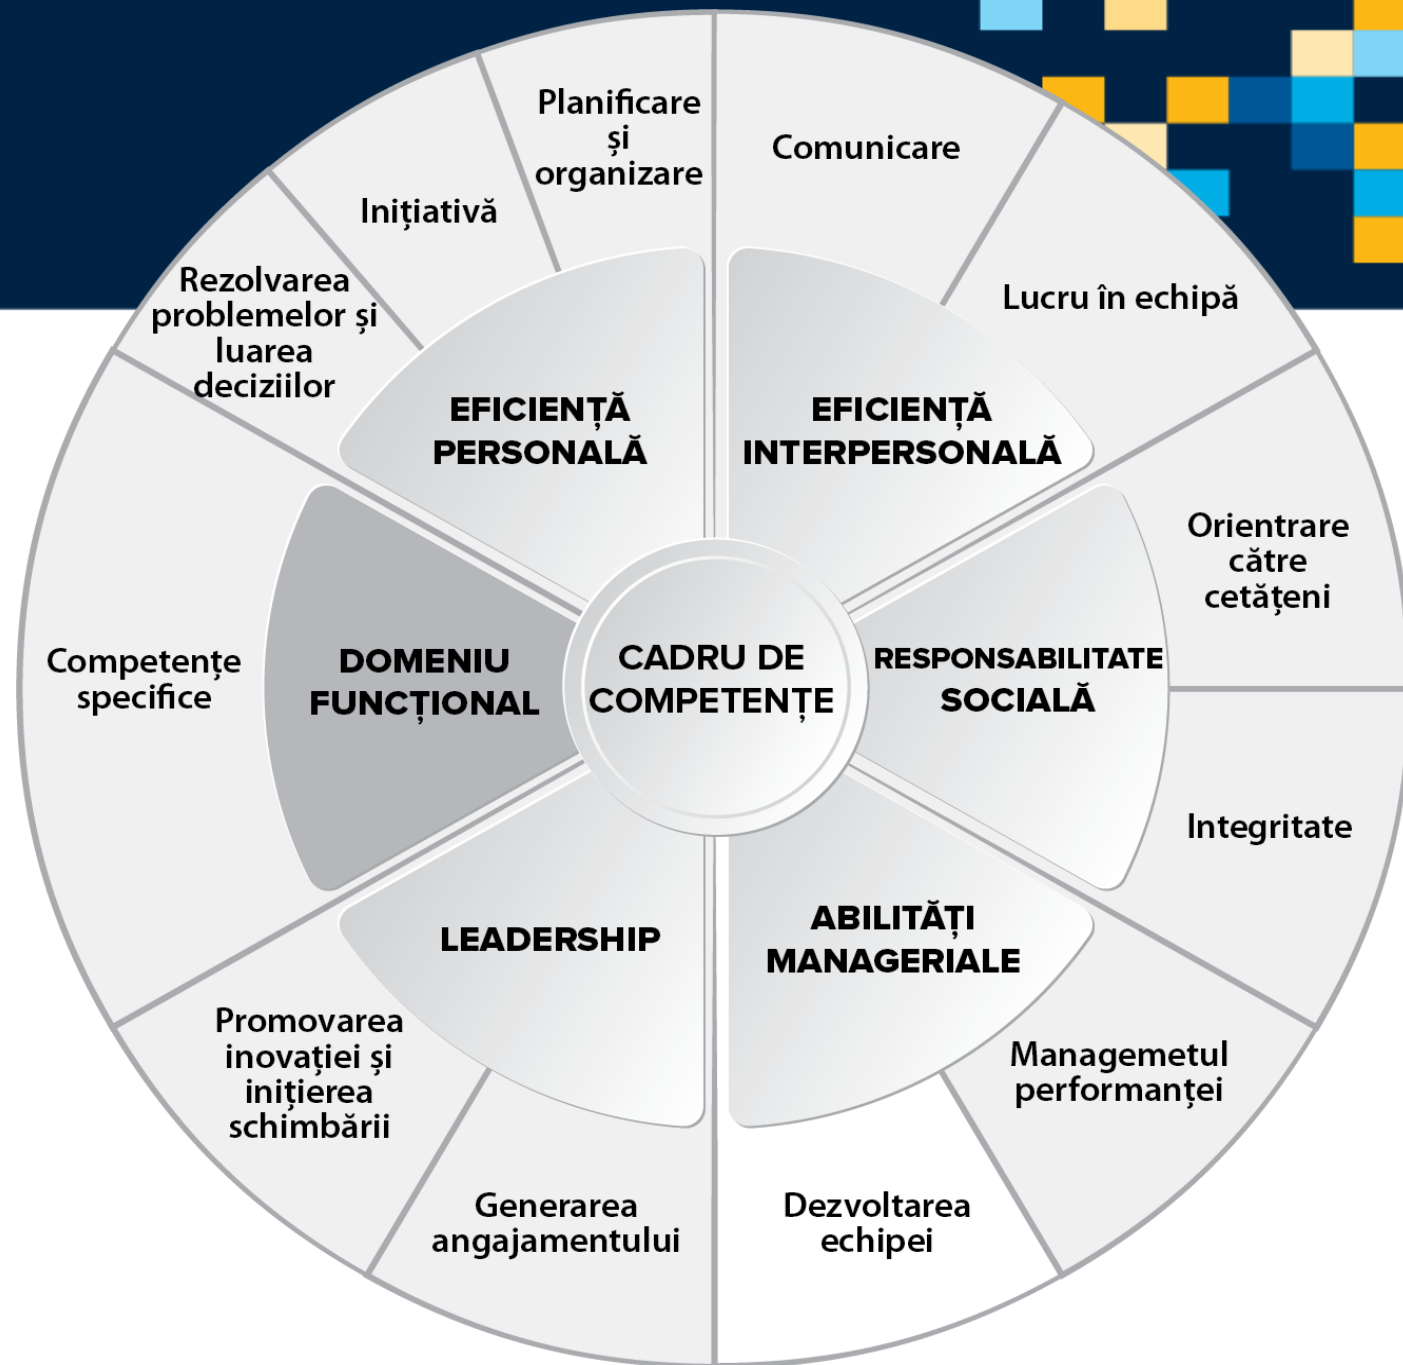 Planificare
și
organizare
Comunicare
Inițiativă
Lucru în echipă
Rezolvarea
problemelor și
luarea
deciziilor
EFICIENȚĂ
PERSONALĂ
EFICIENȚĂ
INTERPERSONALĂ
Orientrare
către
cetățeni
Competențe
specifice
DOMENIU
FUNCȚIONAL
CADRU DE
COMPETENȚE
RESPONSABILITATE
SOCIALĂ
Integritate
LEADERSHIP
ABILITĂȚI
MANAGERIALE
Promovarea
inovației și
inițierea
schimbării
Managemetul
performanței
Generarea
angajamentului
Dezvoltarea
echipei